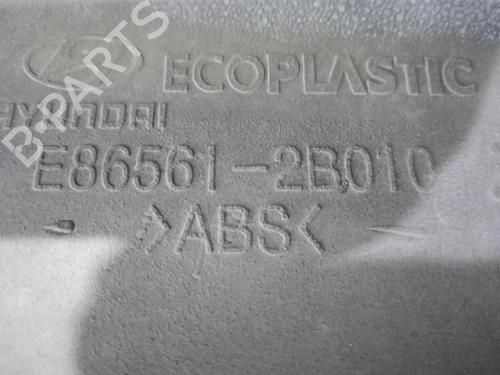 ECOPLASTIC
HYUNDAI
E86561-2B010
>ABS<
B-PARTS